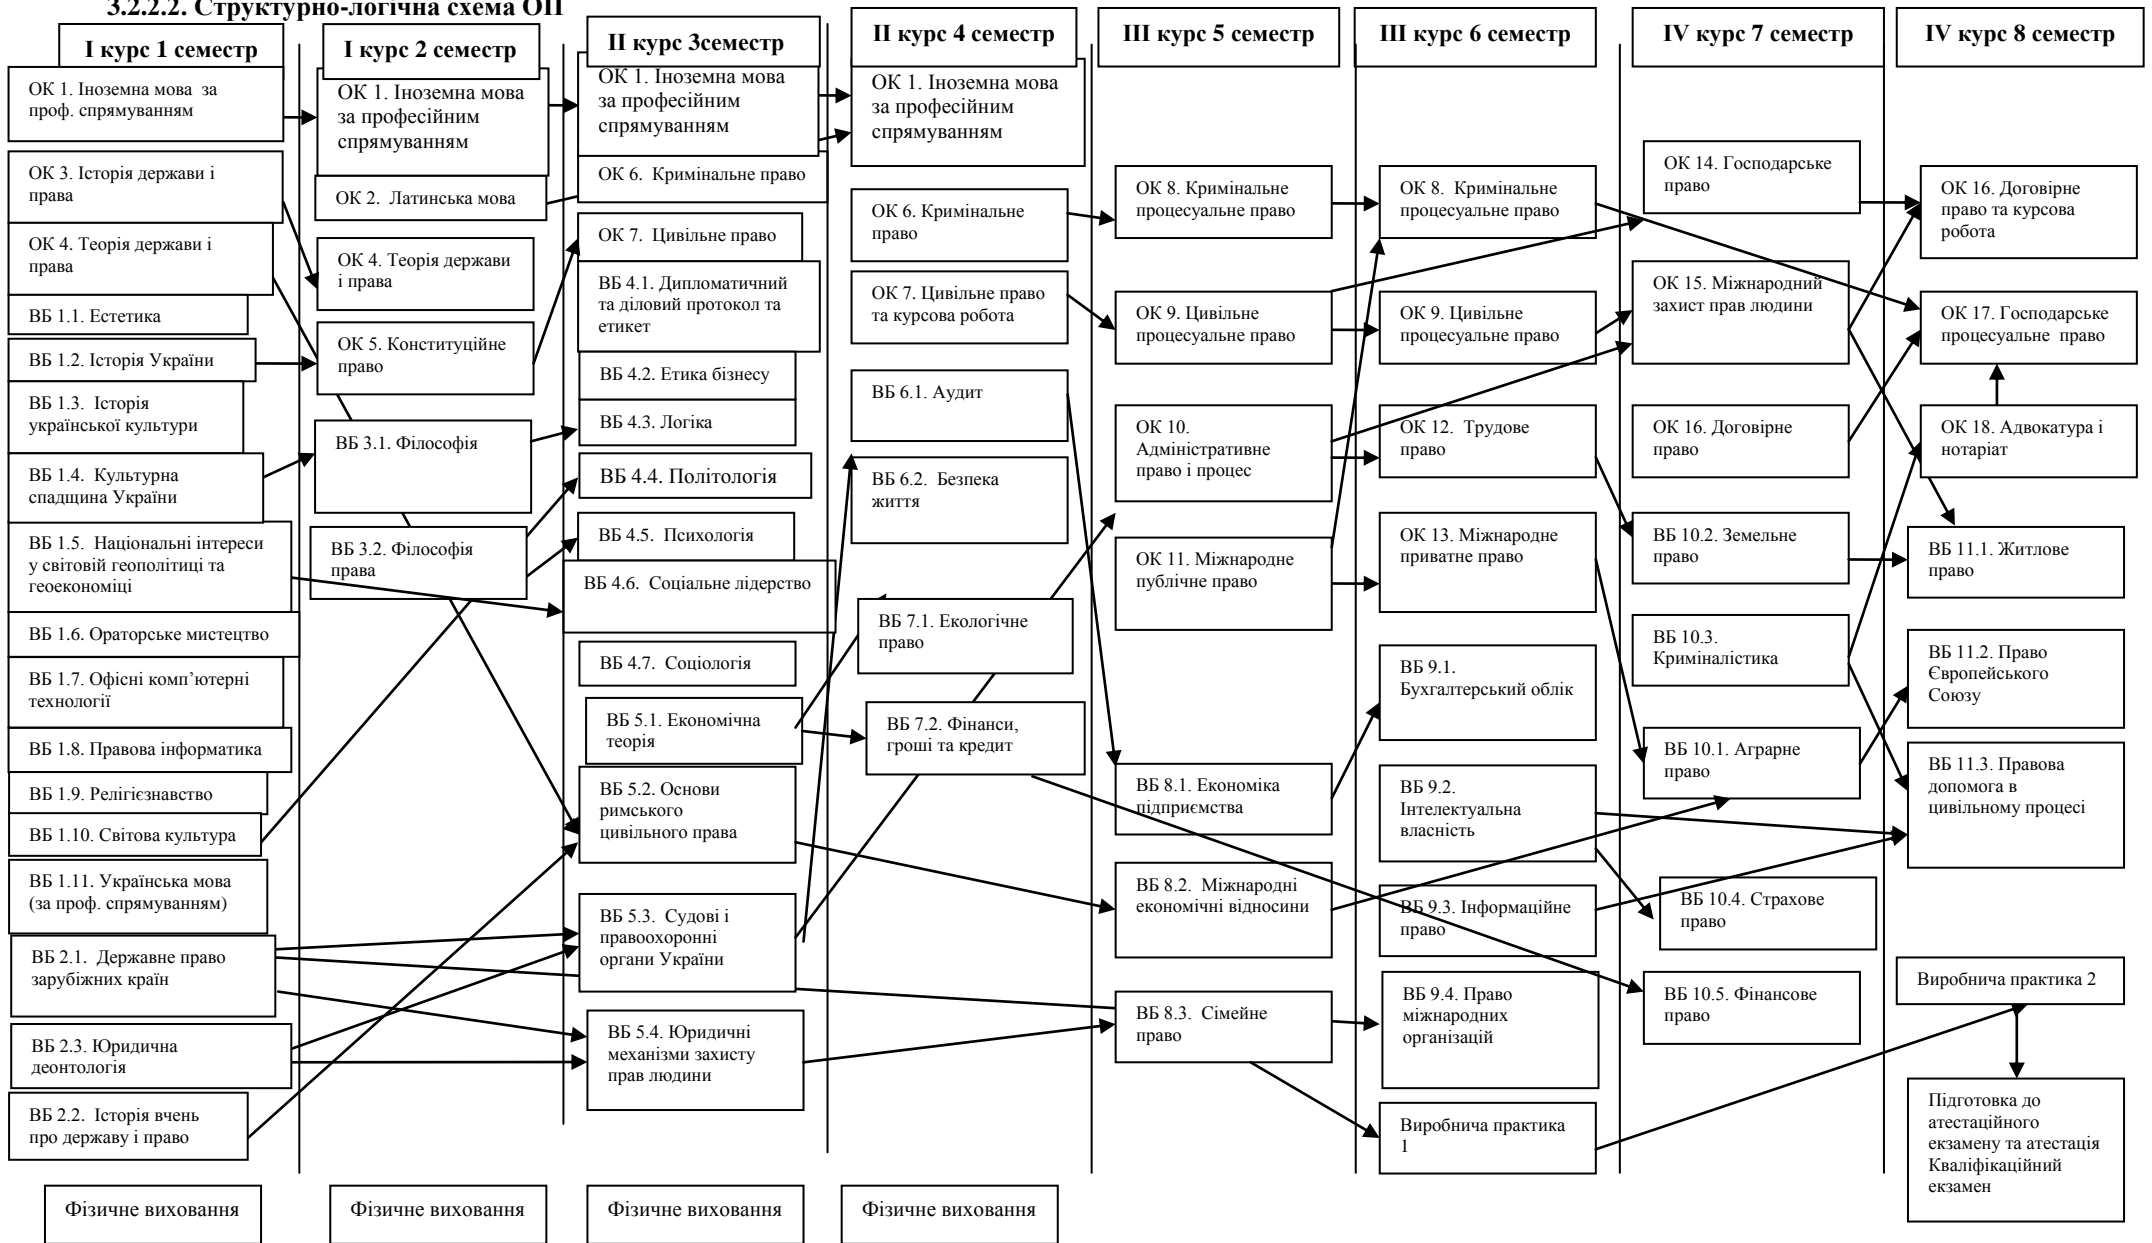 3.2.2.2. Структурно-логічна схема ОП
І курс 1 семестр
ОК 1. Іноземна мова за
проф. спрямуванням
ОК 3. Історія держави і
права
ОК 4. Теорія держави і
права
ВБ 1.1. Естетика
ВБ 1.2. Історія України
ВБ 1.3. Історія
української культури
ВБ 1.4. Культурна
спадщина України
ВБ 1.5. Національні інтереси
у світовій геополітиці та
геоекономіці
ВБ 1.6. Ораторське мистецтво
ВБ 1.7. Офісні комп’ютерні
технології
ВБ 1.8. Правова інформатика
ВБ 1.9. Релігієзнавство
ВБ 1.10. Світова культура
ВБ 1.11. Українська мова
(за проф. спрямуванням)
ВБ 2.1. Державне право
зарубіжних країн
ВБ 2.3. Юридична
деонтологія
ВБ 2.2. Історія вчень
про державу і право
Фізичне виховання
І курс 2 семестр
ОК 1. Іноземна мова
за професійним
спрямуванням
ОК 2. Латинська мова
ОК 4. Теорія держави
і права
ОК 5. Конституційне
право
ВБ 3.1. Філософія
ВБ 3.2. Філософія
права
Фізичне виховання
ІІ курс 3семестр
ОК 1. Іноземна мова
за професійним
спрямуванням
ОК 6. Кримінальне право
ОК 7. Цивільне право
ВБ 4.1. Дипломатичний
та діловий протокол та
етикет
ВБ 4.2. Етика бізнесу
ВБ 4.3. Логіка
ВБ 4.4. Політологія
ВБ 4.5. Психологія
ВБ 4.6. Соціальне лідерство
ВБ 4.7. Соціологія
ВБ 5.1. Економічна
теорія
ВБ 5.2. Основи
римського
цивільного права
ВБ 5.3. Судові і
правоохоронні
органи України
ВБ 5.4. Юридичні
механізми захисту
прав людини
Фізичне виховання
ІІ курс 4 семестр
ОК 1. Іноземна мова
за професійним
спрямуванням
ОК 6. Кримінальне
право
ОК 7. Цивільне право
та курсова робота
ВБ 6.1. Аудит
ВБ 6.2. Безпека
життя
ВБ 7.1. Екологічне
право
ВБ 7.2. Фінанси,
гроші та кредит
Фізичне виховання
ІІІ курс 5 семестр
ОК 8. Кримінальне
процесуальне право
ОК 9. Цивільне
процесуальне право
ОК 10.
Адміністративне
право і процес
ОК 11. Міжнародне
публічне право
ВБ 8.1. Економіка
підприємства
ВБ 8.2. Міжнародні
економічні відносини
ВБ 8.3. Сімейне
право
ІІІ курс 6 семестр
ОК 8. Кримінальне
процесуальне право
ОК 9. Цивільне
процесуальне право
ОК 12. Трудове
право
ОК 13. Міжнародне
приватне право
ВБ 9.1.
Бухгалтерський облік
ВБ 9.2.
Інтелектуальна
власність
ВБ 9.3. Інформаційне
право
ВБ 9.4. Право
міжнародних
організацій
Виробнича практика
1
IV курс 7 семестр
ОК 14. Господарське
право
ОК 15. Міжнародний
захист прав людини
ОК 16. Договірне
право
ВБ 10.2. Земельне
право
ВБ 10.3.
Криміналістика
ВБ 10.1. Аграрне
право
ВБ 10.4. Страхове
право
ВБ 10.5. Фінансове
право
IV курс 8 семестр
ОК 16. Договірне
право та курсова
робота
ОК 17. Господарське
процесуальне право
ОК 18. Адвокатура і
нотаріат
ВБ 11.1. Житлове
право
ВБ 11.2. Право
Європейського
Союзу
ВБ 11.3. Правова
допомога в
цивільному процесі
Виробнича практика 2
Підготовка до
атестаційного
екзамену та атестація
Кваліфікаційний
екзамен